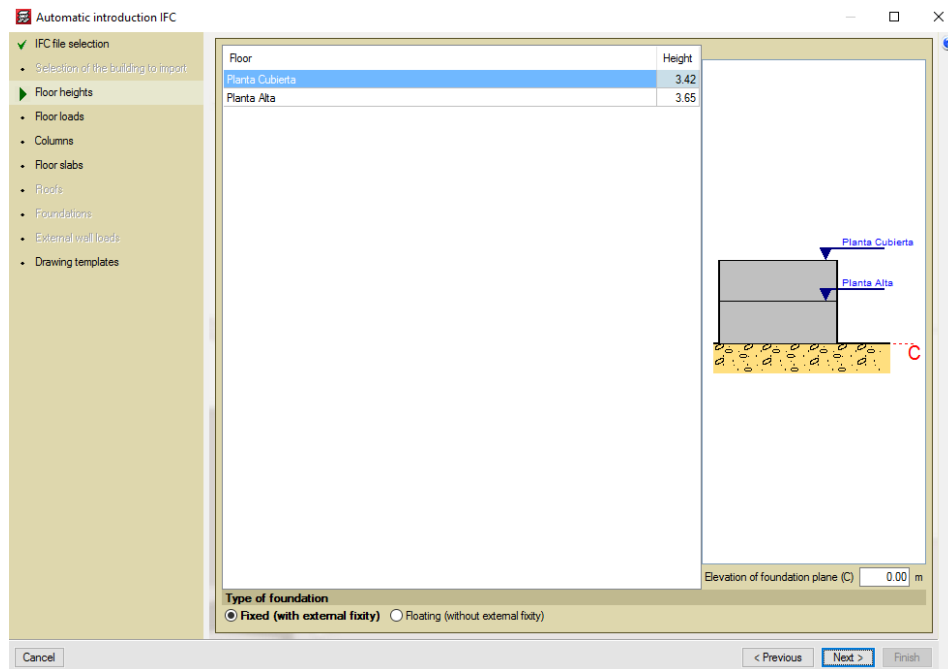 Automatic introduction IFC
IFC file selection
Selection of the building to import
Floor heights
Floor loads
Columns
Floor slabs
Roofs
Foundations
External wall loads
Drawing templates
Floor Height
Planta Cubierta 3.42
Planta Alta 3.65
Planta Cubierta
Planta Alta
C
Elevation of foundation plane (C) 0.00 m
Type of foundation
Fixed (with external fixity) Floating (without external fixity)
Cancel < Previous Next > Finish